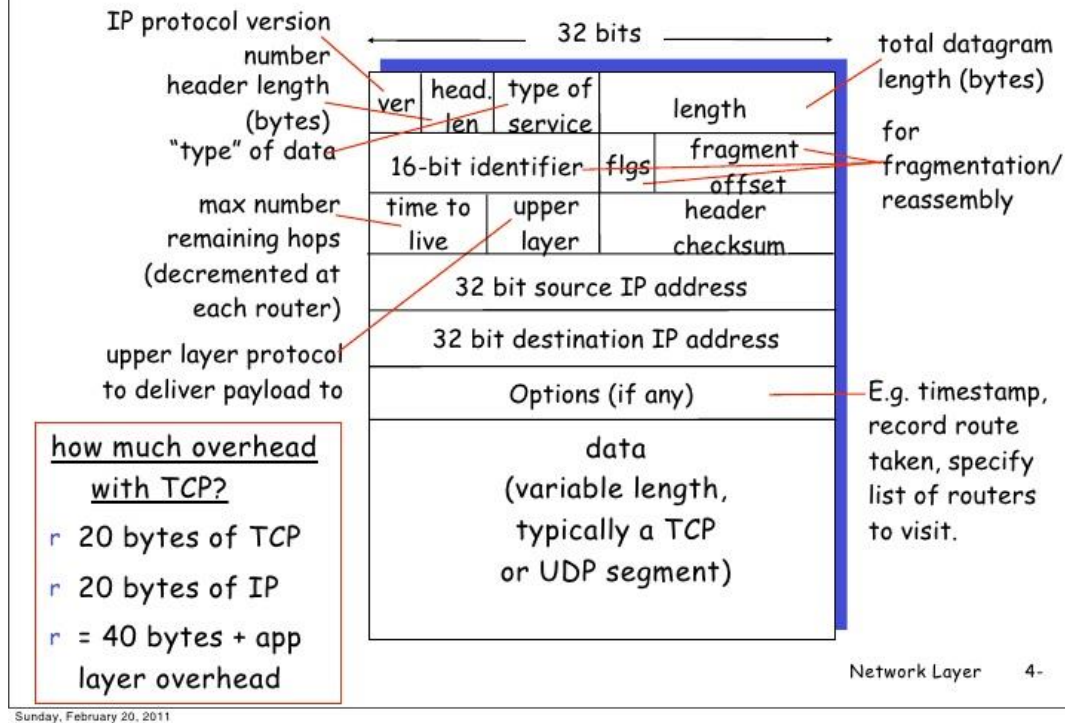 IP protocol version
number
header length
(bytes)
“type” of data
max number
remaining hops
(decremented at
each router)
upper layer protocol
to deliver payload to
32 bits
ver
head.
len
type of
service
length
16-bit identifier
flgs
fragment
offset
time to
live
upper
layer
header
checksum
32 bit source IP address
32 bit destination IP address
Options (if any)
data
(variable length,
typically a TCP
or UDP segment)
total datagram
length (bytes)
for
fragmentation/
reassembly
E.g. timestamp,
record route
taken, specify
list of routers
to visit.
how much overhead
with TCP?
r 20 bytes of TCP
r 20 bytes of IP
r = 40 bytes + app
layer overhead
Network Layer 4-
Sunday, February 20, 2011